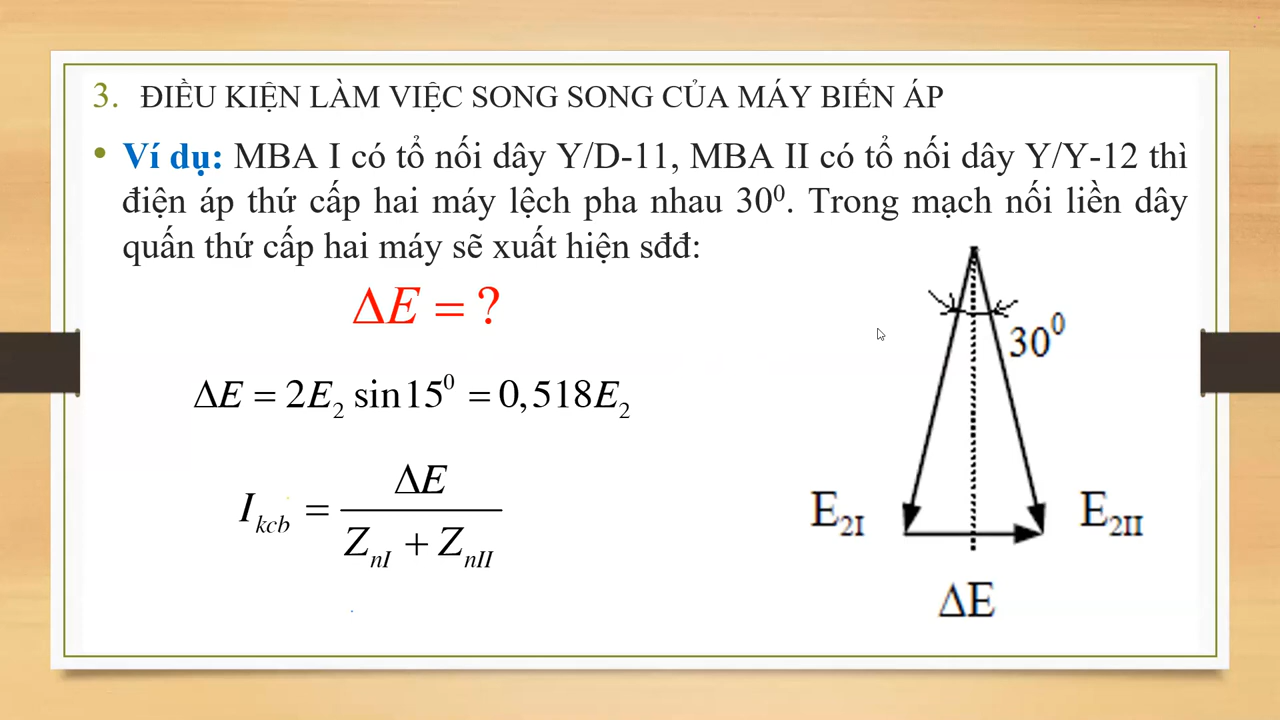 3. ĐIỀU KIỆN LÀM VIỆC SONG SONG CỦA MÁY BIẾN ÁP
• Ví dụ: MBA I có tổ nối dây Y/D-11, MBA II có tổ nối dây Y/Y-12 thì
điện áp thứ cấp hai máy lệch pha nhau 30⁰. Trong mạch nối liền dây
quấn thứ cấp hai máy sẽ xuất hiện sđđ:
ΔE = ?
ΔE = 2E₂ sin15⁰ = 0,518E₂
I_kcb = ΔE / (Z_nI + Z_nII)
30⁰
E₂I
E₂II
ΔE